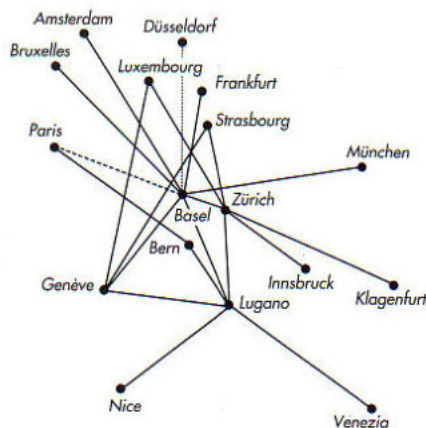 Amsterdam
Düsseldorf
Bruxelles
Luxembourg
Frankfurt
Strasbourg
Paris
München
Basel
Zürich
Bern
Genève
Innsbruck
Klagenfurt
Lugano
Nice
Venezia